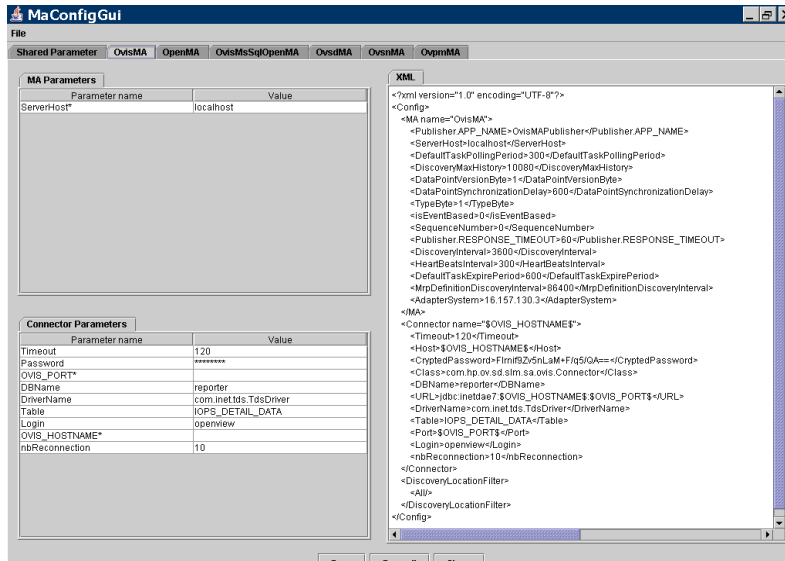 MaConfigGui
File
Shared Parameter OvisMA OpenMA OvisMsSqlOpenMA OvsdMA OvsnMA OvpmMA
MA Parameters
Parameter name Value
ServerHost* localhost
Connector Parameters
Parameter name Value
Timeout 120
Password ********
OVIS_PORT*
DBName reporter
DriverName com.inet.tds.TdsDriver
Table IOPS_DETAIL_DATA
Login openview
OVIS_HOSTNAME*
nbReconnection 10
XML
<?xml version="1.0" encoding="UTF-8"?>
<Config>
<MA name="OvisMA">
<Publisher.APP_NAME>OvisMAPublisher</Publisher.APP_NAME>
<ServerHost>localhost</ServerHost>
<DefaultTaskPollingPeriod>300</DefaultTaskPollingPeriod>
<DiscoveryMaxHistory>10080</DiscoveryMaxHistory>
<DataPointVersionByte>1</DataPointVersionByte>
<DataPointSynchronizationDelay>600</DataPointSynchronizationDelay>
<TypeByte>1</TypeByte>
<isEventBased>0</isEventBased>
<SequenceNumber>0</SequenceNumber>
<Publisher.RESPONSE_TIMEOUT>60</Publisher.RESPONSE_TIMEOUT>
<DiscoveryInterval>3600</DiscoveryInterval>
<HeartBeatsInterval>300</HeartBeatsInterval>
<DefaultTaskExpirePeriod>600</DefaultTaskExpirePeriod>
<MrpDefinitionDiscoveryInterval>86400</MrpDefinitionDiscoveryInterval>
<AdapterSystem>16.157.130.3</AdapterSystem>
</MA>
<Connector name="$OVIS_HOSTNAME$">
<Timeout>120</Timeout>
<Host>$OVIS_HOSTNAME$</Host>
<CryptedPassword>FIrnif9Zv5nLaM+F/q5/QA==</CryptedPassword>
<Class>com.hp.ov.sd.slm.sa.ovis.Connector</Class>
<DBName>reporter</DBName>
<URL>jdbc:inetdae7:$OVIS_HOSTNAME$:$OVIS_PORT$</URL>
<DriverName>com.inet.tds.TdsDriver</DriverName>
<Table>IOPS_DETAIL_DATA</Table>
<Port>$OVIS_PORT$</Port>
<Login>openview</Login>
<nbReconnection>10</nbReconnection>
</Connector>
<DiscoveryLocationFilter>
<All/>
</DiscoveryLocationFilter>
</Config>